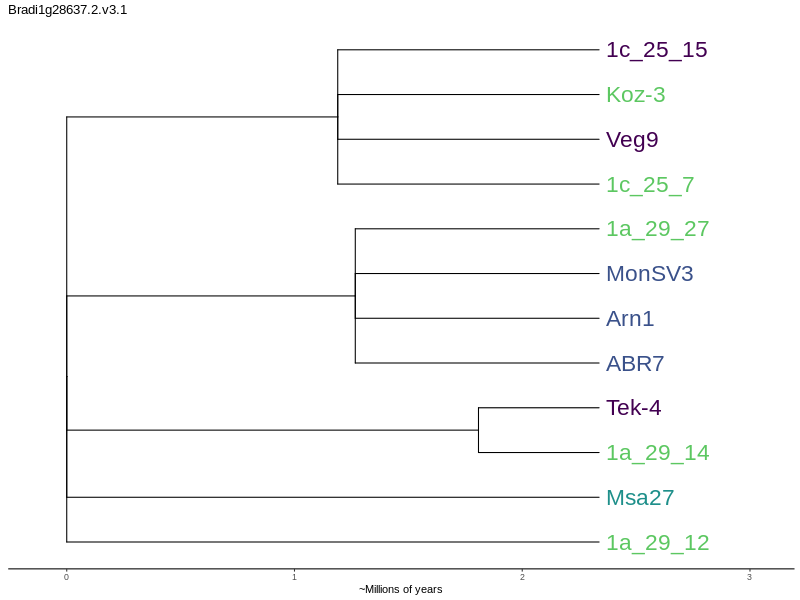 Bradi1g28637.2.v3.1
1c_25_15
Koz-3
Veg9
1c_25_7
1a_29_27
MonSV3
Arn1
ABR7
Tek-4
1a_29_14
Msa27
1a_29_12
0 1 2 3
~Millions of years